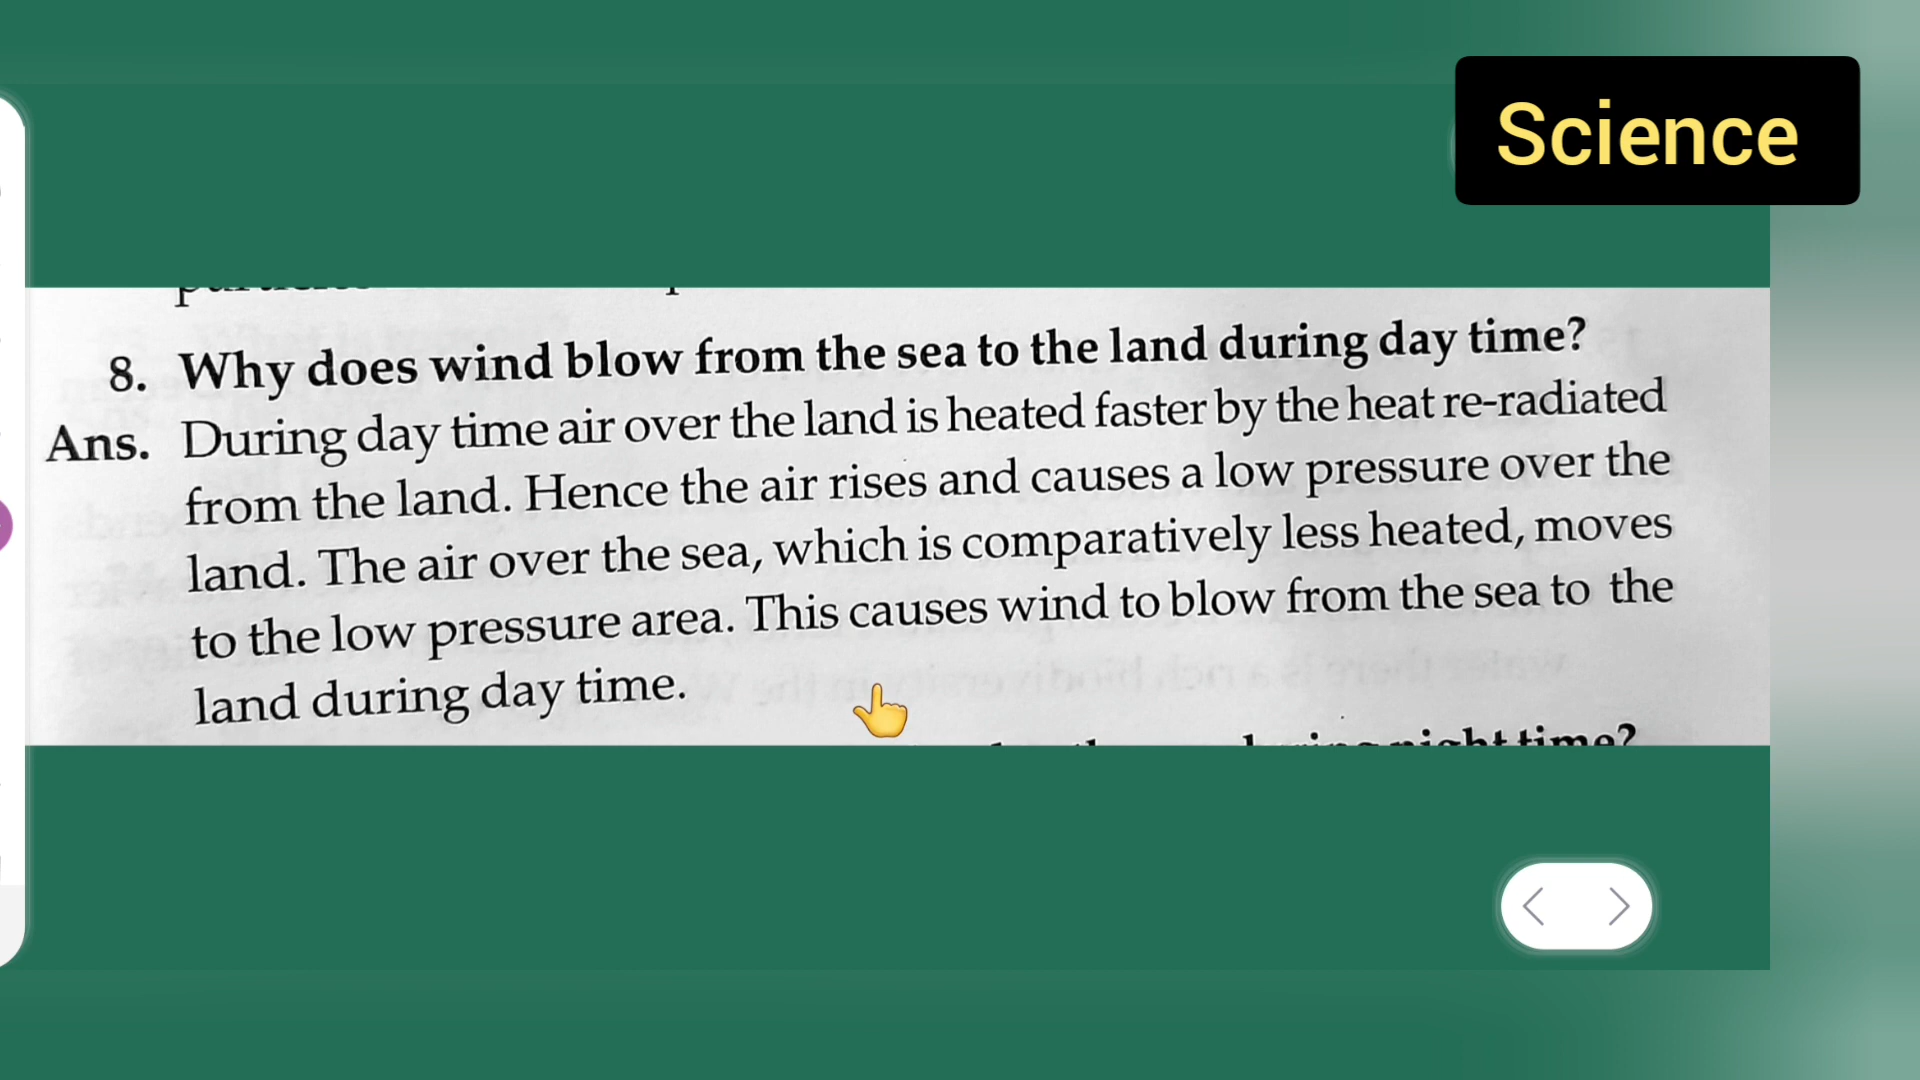 Science
8. Why does wind blow from the sea to the land during day time?
Ans. During day time air over the land is heated faster by the heat re-radiated
from the land. Hence the air rises and causes a low pressure over the
land. The air over the sea, which is comparatively less heated, moves
to the low pressure area. This causes wind to blow from the sea to the
land during day time.
night time?